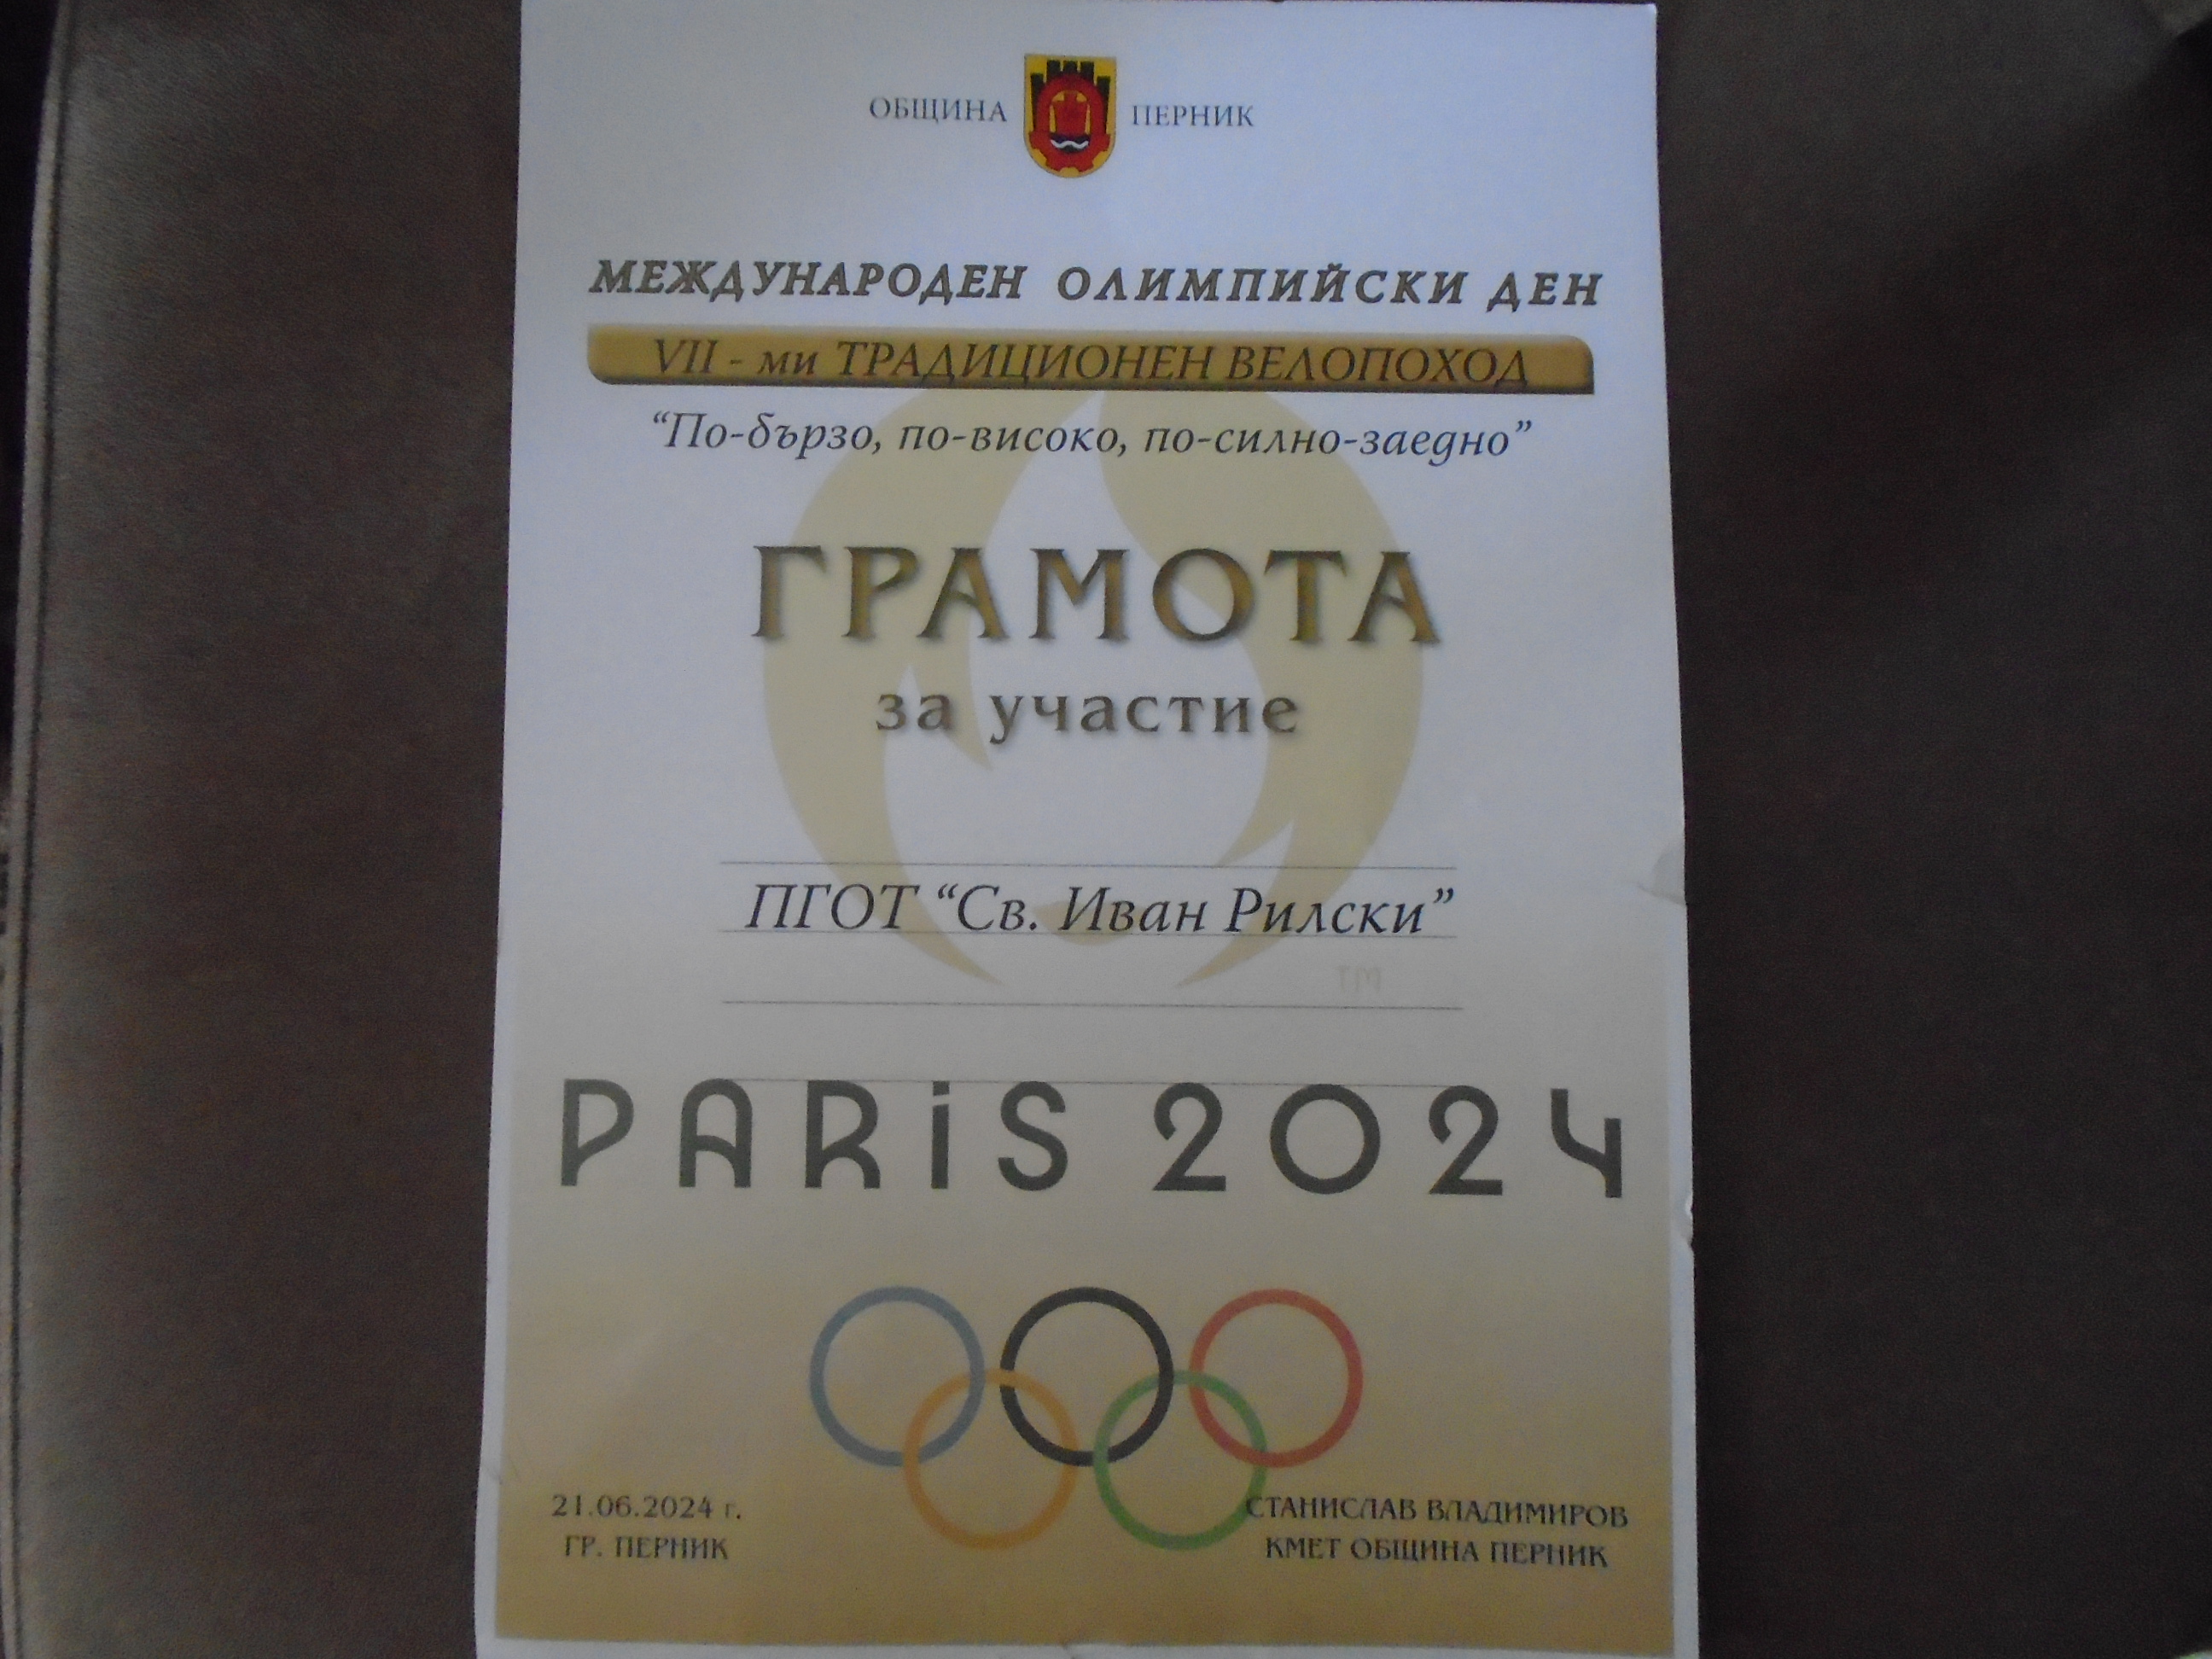 ОБЩИНА ПЕРНИК
МЕЖДУНАРОДЕН ОЛИМПИЙСКИ ДЕН
VII - ми ТРАДИЦИОНЕН ВЕЛОПОХОД
“По-бързо, по-високо, по-силно-заедно”
ГРАМОТА
за участие
ПГОТ “Св. Иван Рилски”
PARiS 2024
21.06.2024 г.
ГР. ПЕРНИК
СТАНИСЛАВ ВЛАДИМИРОВ
КМЕТ ОБЩИНА ПЕРНИК